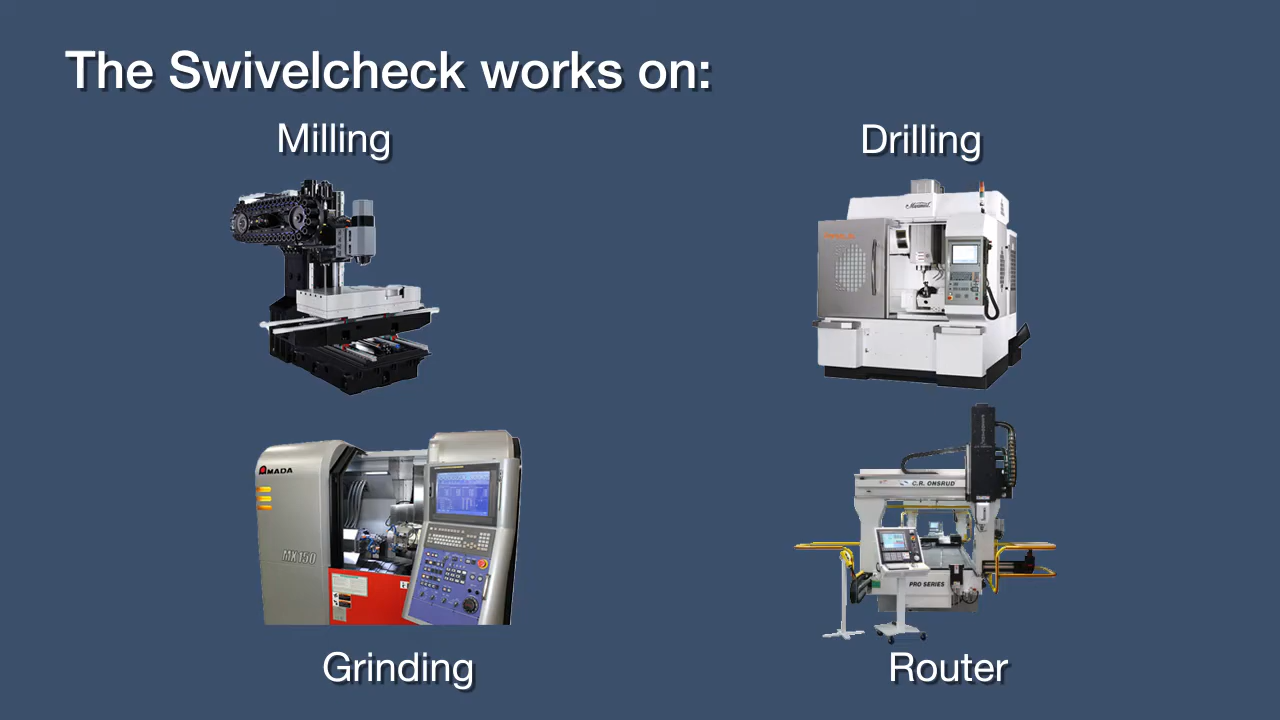 The Swivelcheck works on:
Milling
Drilling
AMADA
MX150
C.R. ONSRUD
PRO SERIES
Grinding
Router